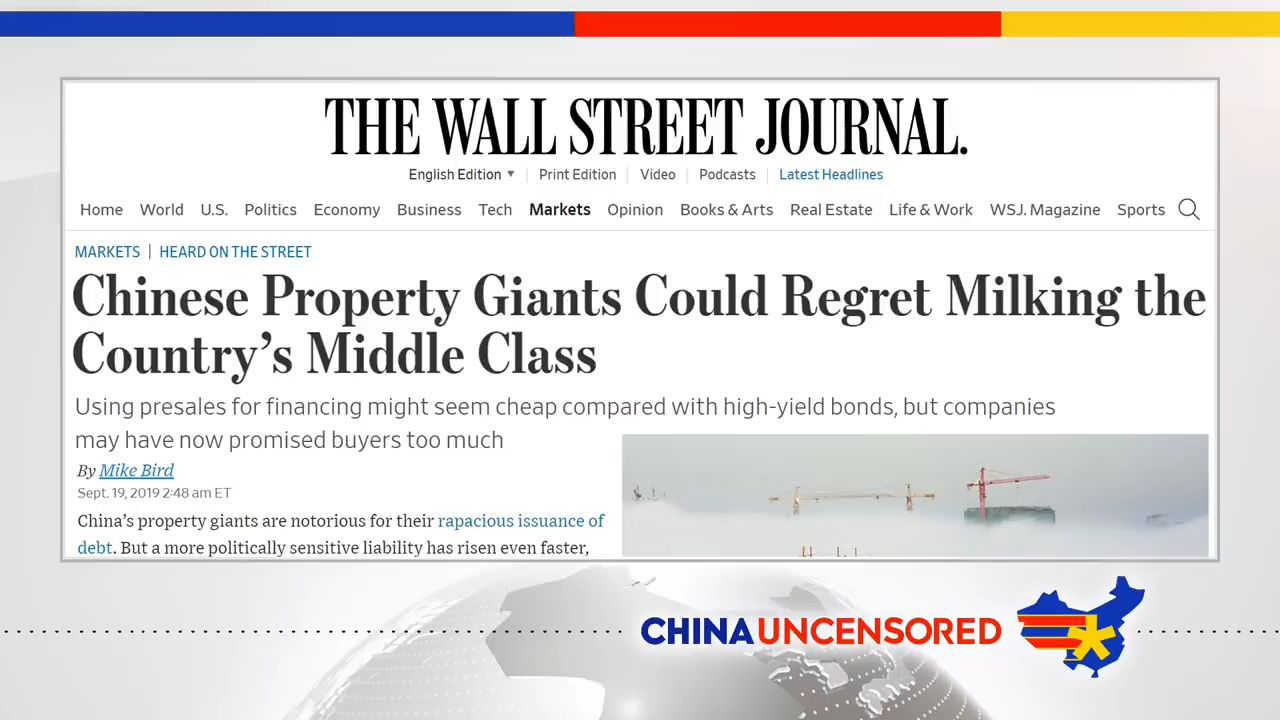 THE WALL STREET JOURNAL.
English Edition ▼ | Print Edition | Video | Podcasts | Latest Headlines
Home World U.S. Politics Economy Business Tech Markets Opinion Books & Arts Real Estate Life & Work WSJ. Magazine Sports
MARKETS | HEARD ON THE STREET
Chinese Property Giants Could Regret Milking the
Country’s Middle Class
Using presales for financing might seem cheap compared with high-yield bonds, but companies
may have now promised buyers too much
By Mike Bird
Sept. 19, 2019 2:48 am ET
China’s property giants are notorious for their rapacious issuance of
debt. But a more politically sensitive liability has risen even faster,
CHINA UNCENSORED